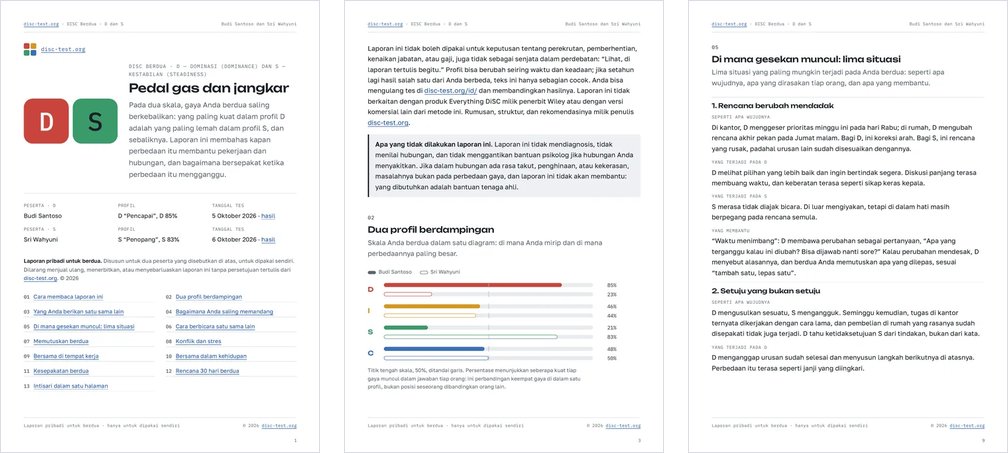 disc-test.org · DISC Berdua · D dan S
Budi Santoso dan Sri Wahyuni
disc-test.org
DISC BERDUA · D — DOMINASI (DOMINANCE) DAN S —
KESTABILAN (STEADINESS)
Pedal gas dan jangkar
D
S
Pada dua skala, gaya Anda berdua saling
berkebalikan: yang paling kuat dalam profil D
adalah yang paling lemah dalam profil S, dan
sebaliknya. Laporan ini membahas kapan
perbedaan itu membantu pekerjaan dan
hubungan, dan bagaimana bersepakat ketika
perbedaan itu mengganggu.
PESERTA · D
PROFIL
TANGGAL TES
Budi Santoso
D “Pencapai”, D 85%
5 Oktober 2026 · hasil
PESERTA · S
PROFIL
TANGGAL TES
Sri Wahyuni
S “Penopang”, S 83%
6 Oktober 2026 · hasil
Laporan pribadi untuk berdua. Disusun untuk dua peserta yang disebutkan di atas, untuk dipakai sendiri.
Dilarang menjual ulang, menerbitkan, atau menyebarluaskan laporan ini tanpa persetujuan tertulis dari
disc-test.org. © 2026
01 Cara membaca laporan ini
02 Dua profil berdampingan
03 Yang Anda berikan satu sama lain
04 Bagaimana Anda saling memandang
05 Di mana gesekan muncul: lima situasi
06 Cara berbicara satu sama lain
07 Memutuskan berdua
08 Konflik dan stres
09 Bersama di tempat kerja
10 Bersama dalam kehidupan
11 Kesepakatan berdua
12 Rencana 30 hari berdua
13 Intisari dalam satu halaman
Laporan pribadi untuk berdua · hanya untuk dipakai sendiri
© 2026 disc-test.org
1
disc-test.org · DISC Berdua · D dan S
Budi Santoso dan Sri Wahyuni
Laporan ini tidak boleh dipakai untuk keputusan tentang perekrutan, pemberhentian,
kenaikan jabatan, atau gaji, juga tidak sebagai senjata dalam perdebatan: “Lihat, di
laporan tertulis begitu.” Profil bisa berubah seiring waktu dan keadaan; jika setahun
lagi hasil salah satu dari Anda berbeda, teks ini hanya sebagian cocok. Anda bisa
mengulang tes di disc-test.org/id/ dan membandingkan hasilnya. Laporan ini tidak
berkaitan dengan produk Everything DiSC milik penerbit Wiley atau dengan versi
komersial lain dari metode ini. Rumusan, struktur, dan rekomendasinya milik penulis
disc-test.org.
Apa yang tidak dilakukan laporan ini. Laporan ini tidak mendiagnosis, tidak
menilai hubungan, dan tidak menggantikan bantuan psikolog jika hubungan Anda
menyakitkan. Jika dalam hubungan ada rasa takut, penghinaan, atau kekerasan,
masalahnya bukan pada perbedaan gaya, dan laporan ini tidak akan membantu:
yang dibutuhkan adalah bantuan tenaga ahli.
02
Dua profil berdampingan
Skala Anda berdua dalam satu diagram: di mana Anda mirip dan di mana
perbedaannya paling besar.
Budi Santoso
Sri Wahyuni
D
85%
23%
I
46%
44%
S
21%
83%
C
48%
50%
Titik tengah skala, 50%, ditandai garis. Persentase menunjukkan seberapa kuat tiap
gaya muncul dalam jawaban tiap orang; ini perbandingan keempat gaya di dalam satu
profil, bukan posisi seseorang dibandingkan orang lain.
Laporan pribadi untuk berdua · hanya untuk dipakai sendiri
© 2026 disc-test.org
3
disc-test.org · DISC Berdua · D dan S
Budi Santoso dan Sri Wahyuni
05
Di mana gesekan muncul: lima situasi
Lima situasi yang paling mungkin terjadi pada Anda berdua: seperti apa
wujudnya, apa yang dirasakan tiap orang, dan apa yang membantu.
1. Rencana berubah mendadak
SEPERTI APA WUJUDNYA
Di kantor, D menggeser prioritas minggu ini pada hari Rabu; di rumah, D mengubah
rencana akhir pekan pada Jumat malam. Bagi D, ini koreksi arah. Bagi S, ini rencana
yang rusak, padahal urusan lain sudah disesuaikan dengannya.
YANG TERJADI PADA D
D melihat pilihan yang lebih baik dan ingin bertindak segera. Diskusi panjang terasa
membuang waktu, dan keberatan terasa seperti sikap keras kepala.
YANG TERJADI PADA S
S merasa tidak diajak bicara. Di luar mengiyakan, tetapi di dalam hati masih
berpegang pada rencana semula.
YANG MEMBANTU
“Waktu menimbang”: D membawa perubahan sebagai pertanyaan, “Apa yang
terganggu kalau ini diubah? Bisa dijawab nanti sore?” Kalau perubahan mendesak, D
menyebut alasannya, dan berdua Anda memutuskan apa yang dilepas, sesuai
“tambah satu, lepas satu”.
2. Setuju yang bukan setuju
SEPERTI APA WUJUDNYA
D mengusulkan sesuatu, S mengangguk. Seminggu kemudian, tugas di kantor
ternyata dikerjakan dengan cara lama, dan pembelian di rumah yang rasanya sudah
disepakati tidak juga terjadi. D tahu ketidaksetujuan S dari tindakan, bukan dari kata.
YANG TERJADI PADA D
D menganggap urusan sudah selesai dan menyusun langkah berikutnya di atasnya.
Perbedaan itu terasa seperti janji yang diingkari.
Laporan pribadi untuk berdua · hanya untuk dipakai sendiri
© 2026 disc-test.org
9